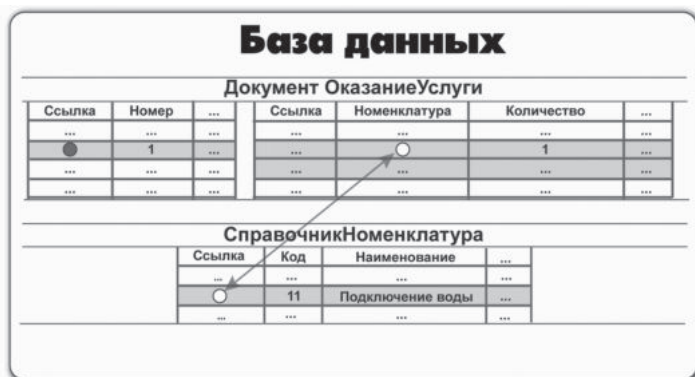 База данных
Документ ОказаниеУслуги
Ссылка Номер ... Ссылка Номенклатура Количество ...
... ... ... ... ... ... ...
1 ... ... 1 ...
... ... ... ... ... ... ...
... ... ... ... ... ... ...
СправочникНоменклатура
Ссылка Код Наименование ...
... ... ... ...
11 Подключение воды ...
... ... ... ...